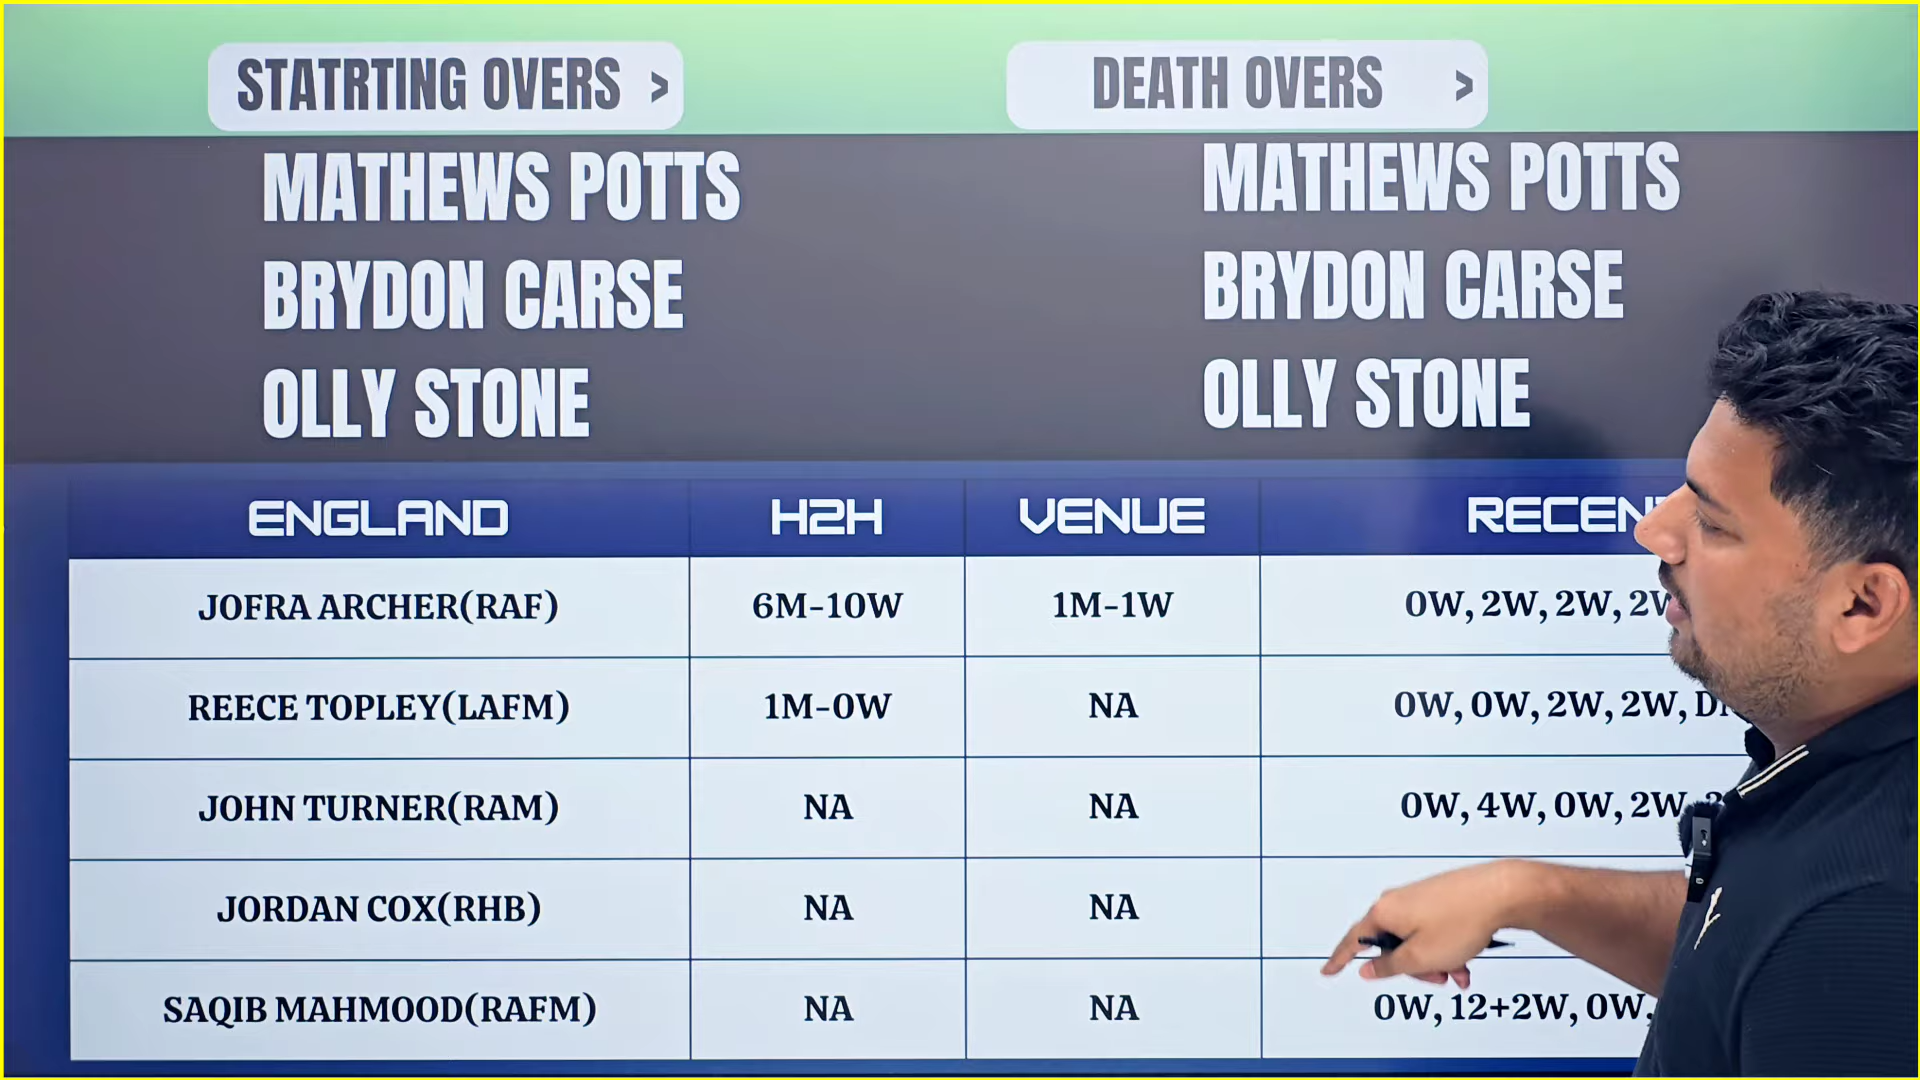 STATRTING OVERS >
DEATH OVERS >
MATHEWS POTTS
BRYDON CARSE
OLLY STONE
MATHEWS POTTS
BRYDON CARSE
OLLY STONE
ENGLAND H2H VENUE
JOFRA ARCHER(RAF) 6M-10W 1M-1W 0W, 2W, 2W,
REECE TOPLEY(LAFM) 1M-0W NA 0W, 0W, 2W, 2W,
JOHN TURNER(RAM) NA NA 0W, 4W, 0W, 2W,
JORDAN COX(RHB) NA NA
SAQIB MAHMOOD(RAFM) NA NA 0W, 12+2W, 0W,